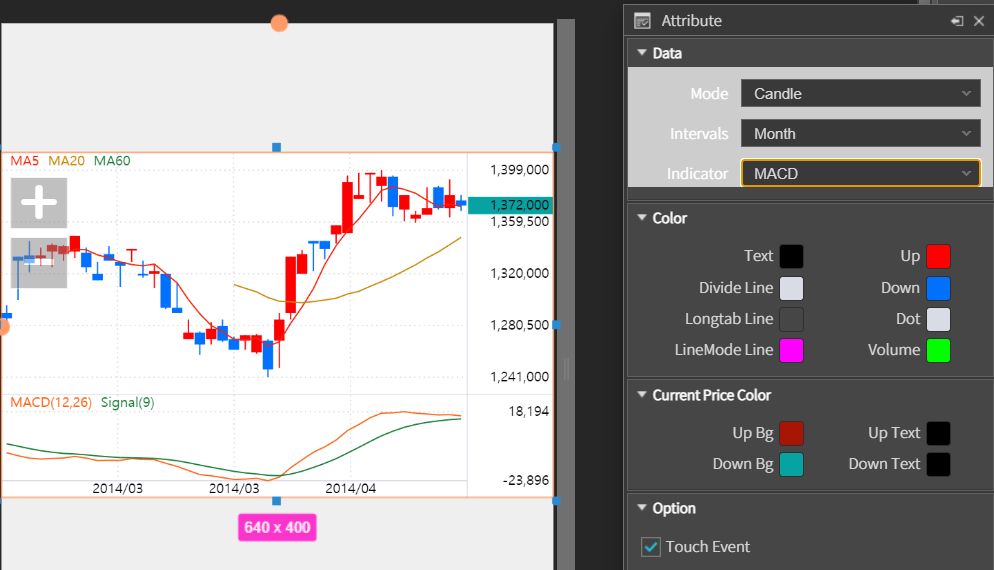 Attribute
Data
Mode Candle
Intervals Month
Indicator MACD
Color
Text Up
Divide Line Down
Longtab Line Dot
LineMode Line Volume
Current Price Color
Up Bg Up Text
Down Bg Down Text
Option
Touch Event
MA5 MA20 MA60
1,399,000
1,372,000
1,359,500
1,320,000
1,280,500
1,241,000
MACD(12,26) Signal(9)
18,194
-23,896
2014/03 2014/03 2014/04
640 x 400